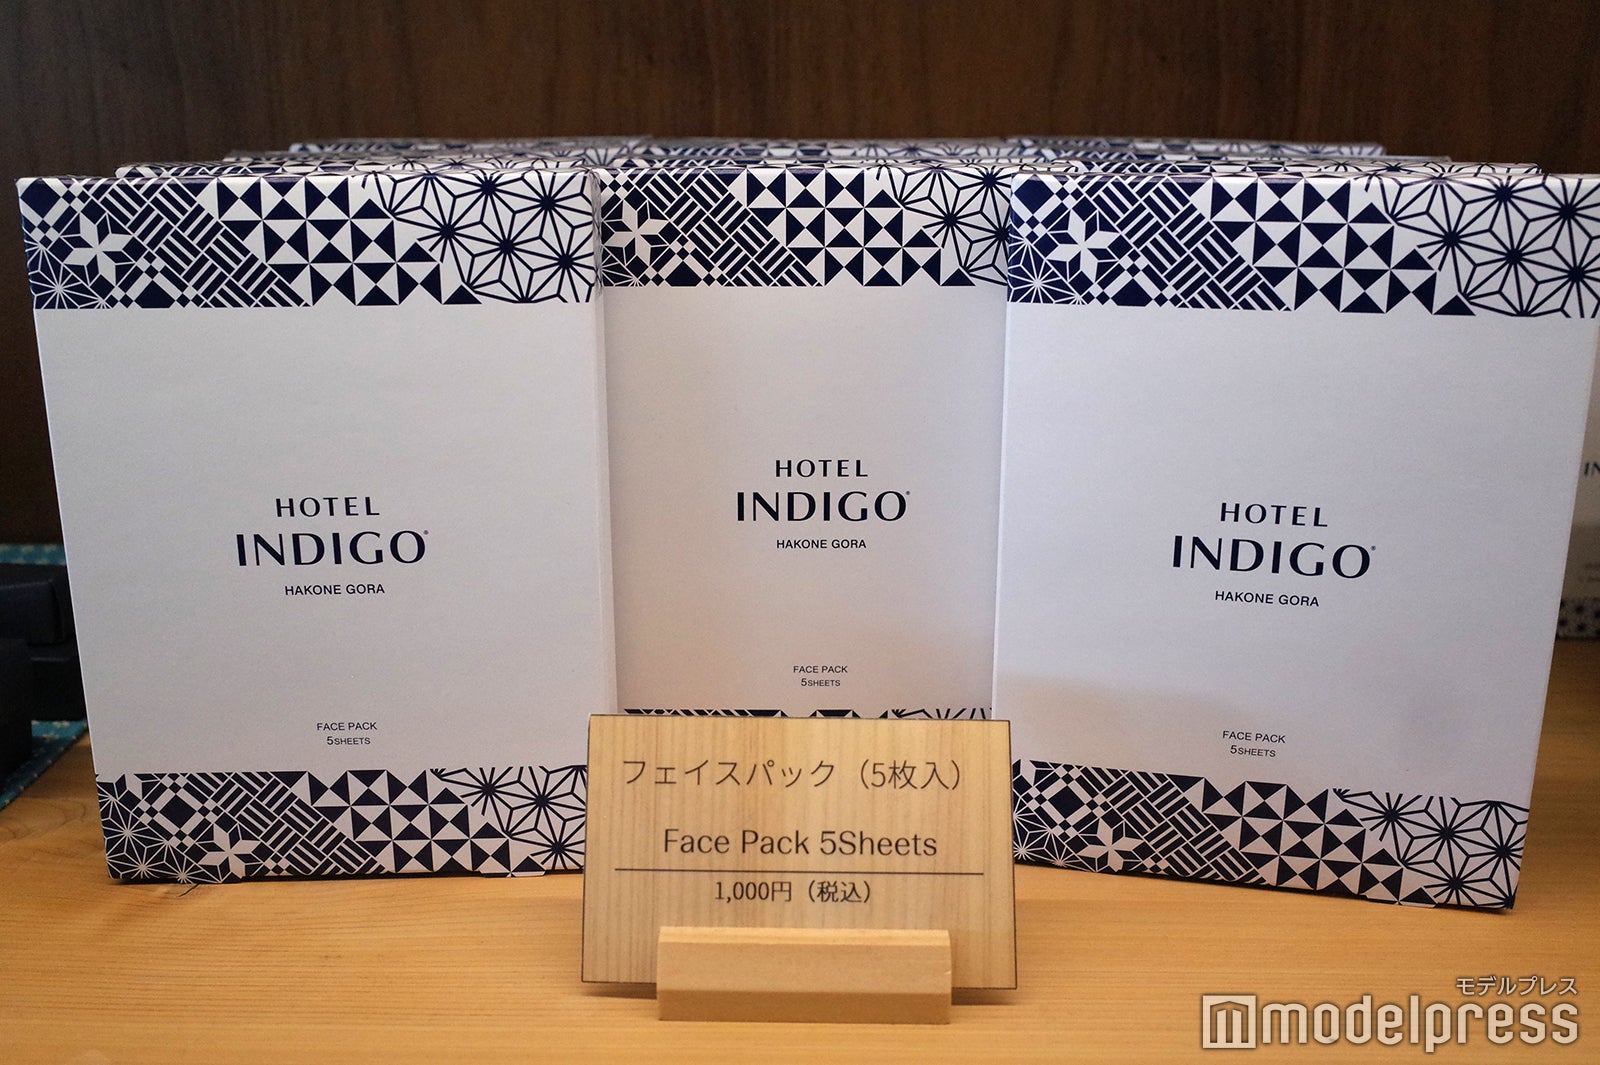 HOTEL
INDIGO®
HAKONE GORA
FACE PACK
5SHEETS
HOTEL
INDIGO®
HAKONE GORA
FACE PACK
5SHEETS
HOTEL
INDIGO®
HAKONE GORA
FACE PACK
5SHEETS
フェイスパック（5枚入）
Face Pack 5Sheets
1,000円（税込）
モデルプレス
modelpress